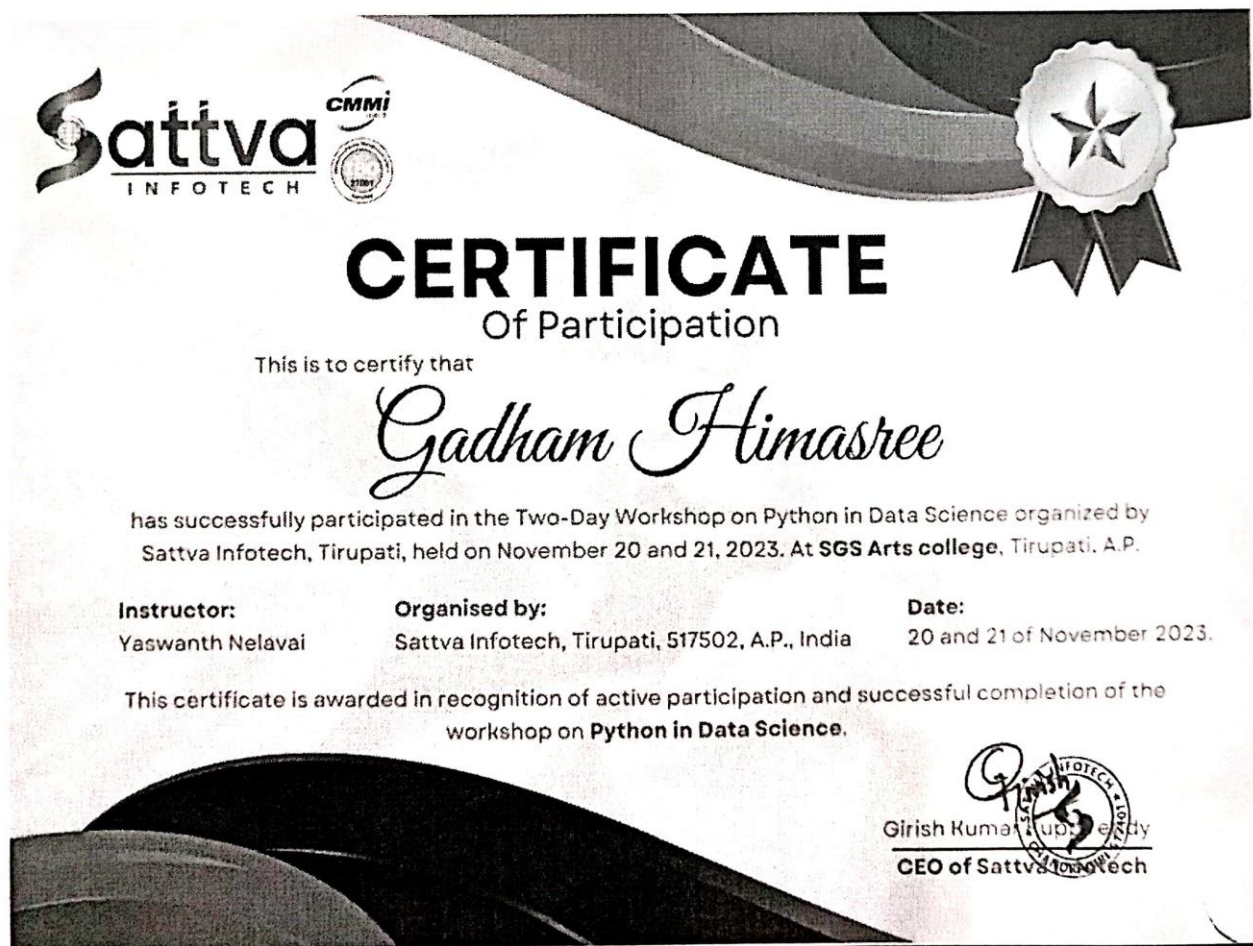 Sattva
INFOTECH
CMMi
ISO
27001
CERTIFICATE
Of Participation
This is to certify that
Gadham Himasree
has successfully participated in the Two-Day Workshop on Python in Data Science organized by
Sattva Infotech, Tirupati, held on November 20 and 21, 2023. At SGS Arts college, Tirupati, A.P.
Instructor:
Yaswanth Nelavai
Organised by:
Sattva Infotech, Tirupati, 517502, A.P., India
Date:
20 and 21 of November 2023.
This certificate is awarded in recognition of active participation and successful completion of the
workshop on Python in Data Science.
Girish
Girish Kumar
CEO of Sattva Infotech